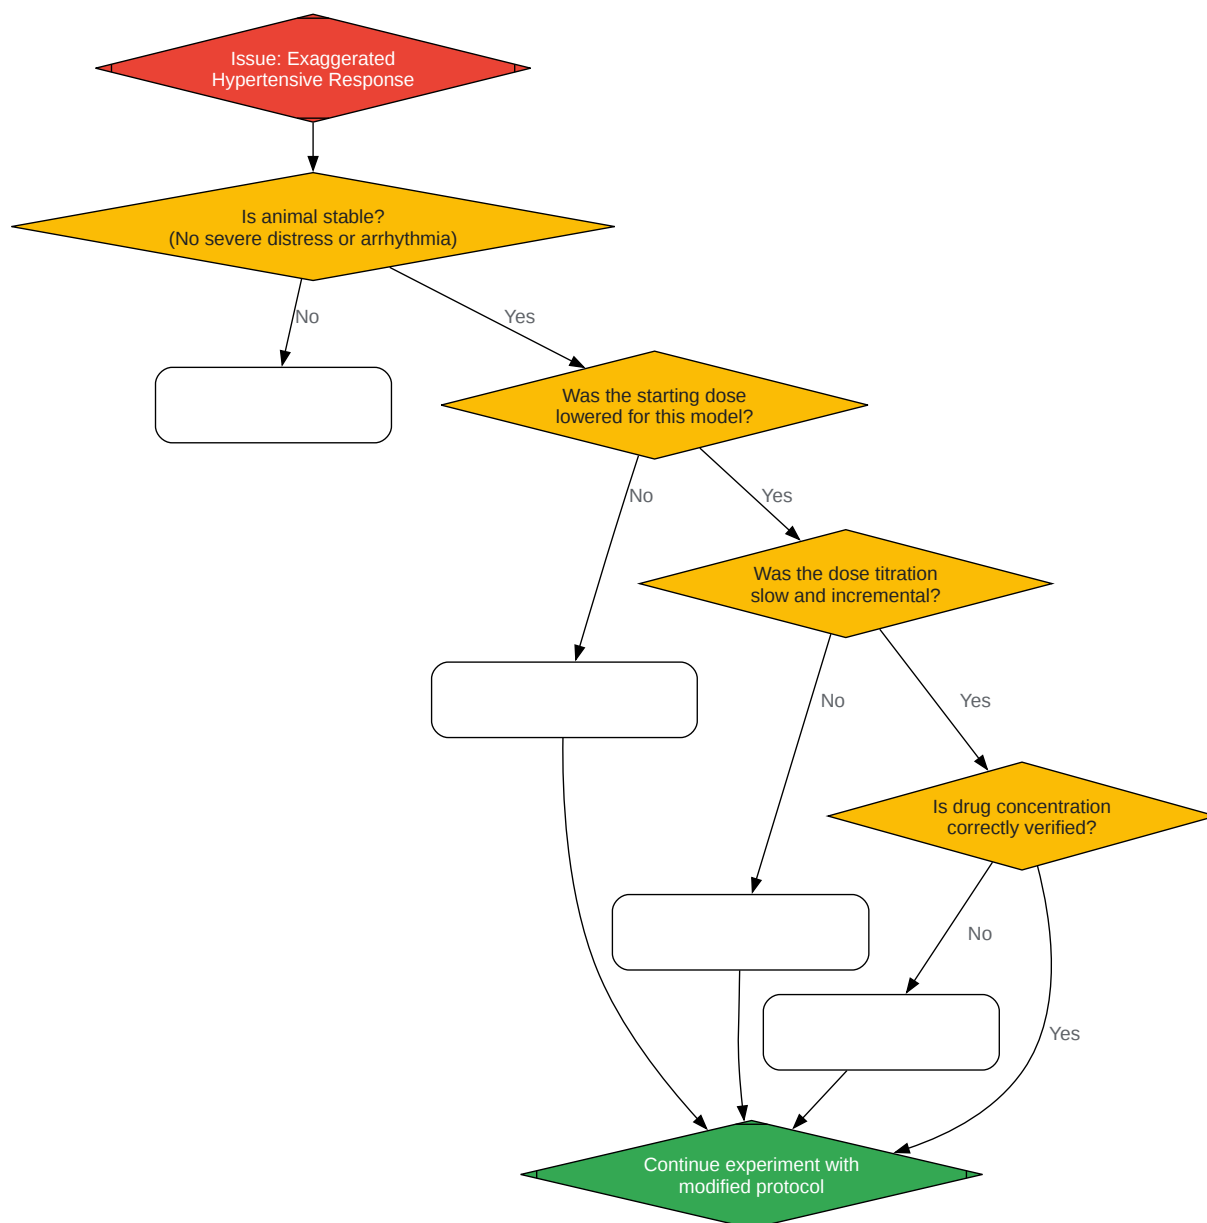 Issue: Exaggerated
Hypertensive Response
Is animal stable?
(No severe distress or arrhythmia)
No
Yes
Was the starting dose
lowered for this model?
No
Yes
Was the dose titration
slow and incremental?
No
Yes
Is drug concentration
correctly verified?
No
Yes
Continue experiment with
modified protocol